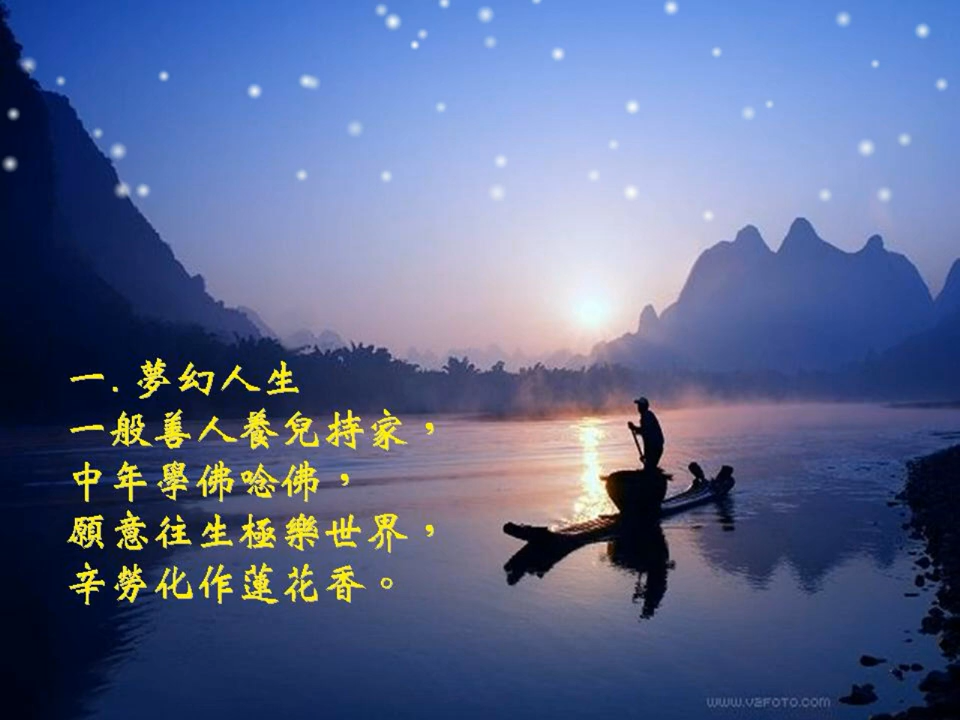 一. 夢幻人生
一般善人養兒持家，
中年學佛唸佛，
願意往生極樂世界，
辛勞化作蓮花香。
WWW.V2FOTO.COM